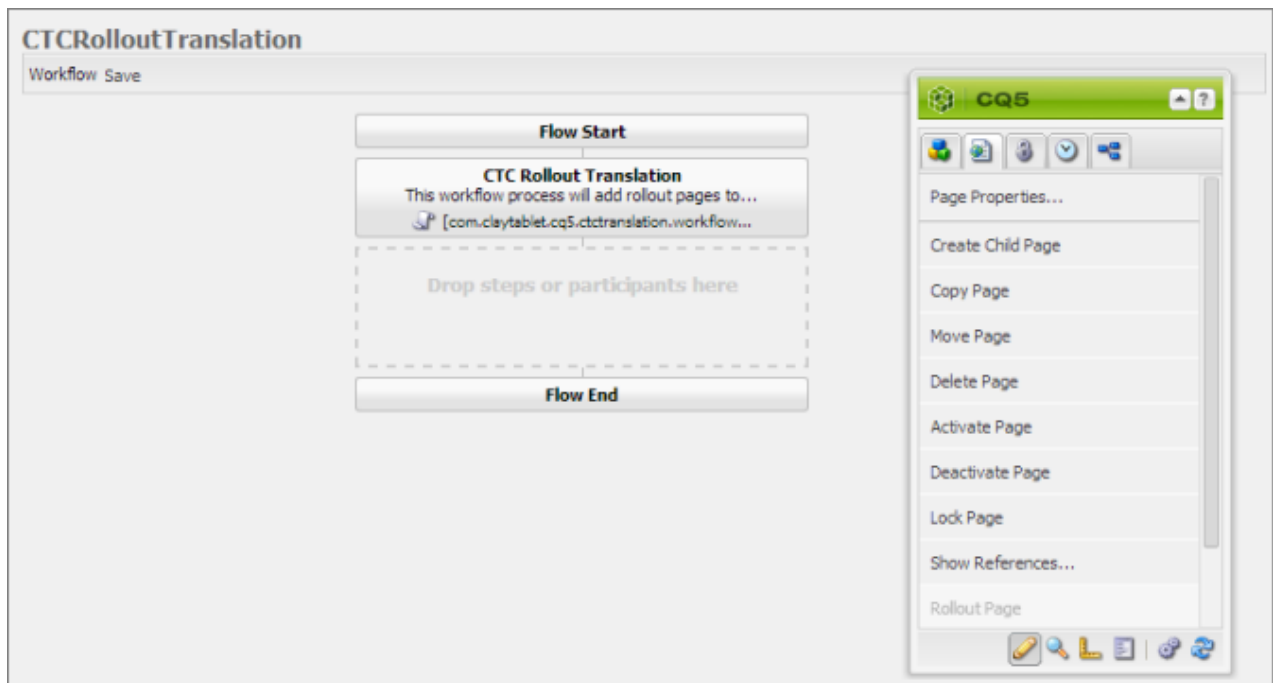 CTCRolloutTranslation
Workflow Save
Flow Start
CTC Rollout Translation
This workflow process will add rollout pages to...
[com.claytablet.cq5.ctctranslation.workflow...
Drop steps or participants here
Flow End
CQ5
?
Page Properties...
Create Child Page
Copy Page
Move Page
Delete Page
Activate Page
Deactivate Page
Lock Page
Show References...
Rollout Page